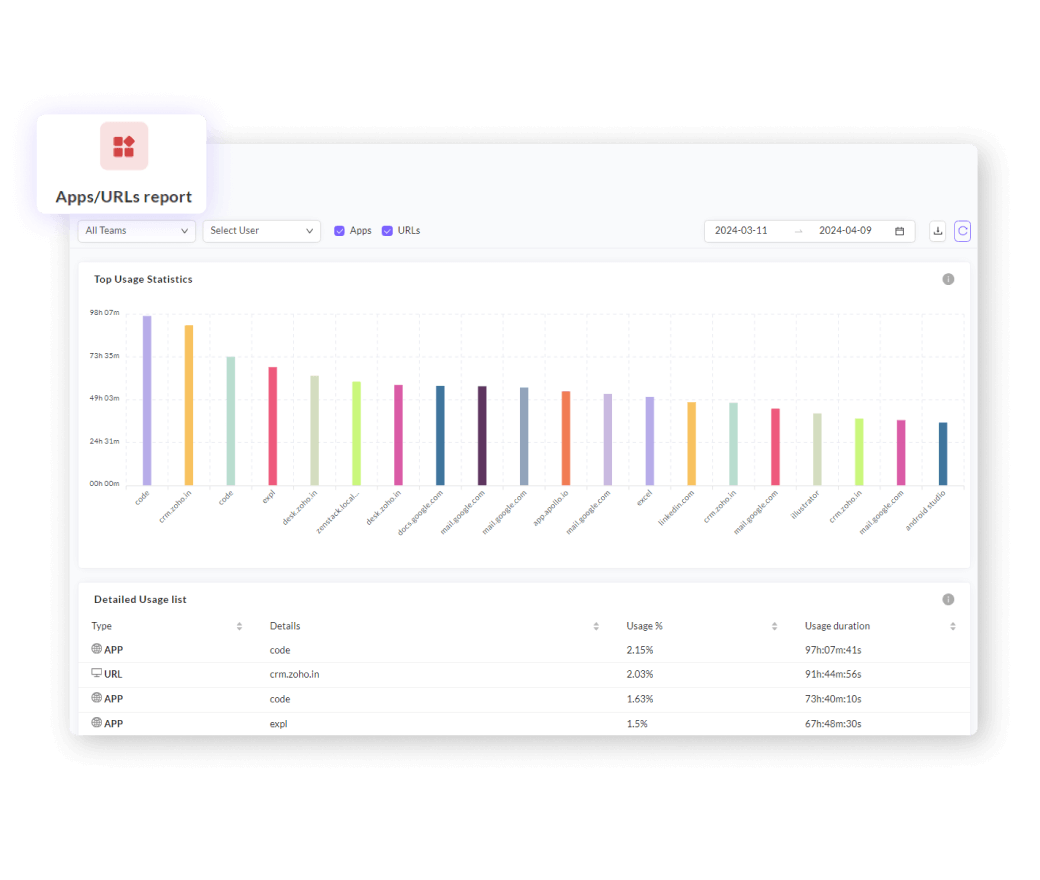 Apps/URLs report
All Teams
Select User
Apps
URLs
2024-03-11
2024-04-09
Top Usage Statistics
98h 07m
73h 35m
49h 03m
24h 31m
00h 00m
code
crm.zoho.in
code
expl
desk.zoho.in
zenstack.local...
desk.zoho.in
docs.google.com
mail.google.com
mail.google.com
app.apollo.io
mail.google.com
excel
linkedin.com
crm.zoho.in
mail.google.com
illustrator
crm.zoho.in
mail.google.com
android studio
Detailed Usage list
Type Details Usage % Usage duration
APP code 2.15% 97h:07m:41s
URL crm.zoho.in 2.03% 91h:44m:56s
APP code 1.63% 73h:40m:10s
APP expl 1.5% 67h:48m:30s